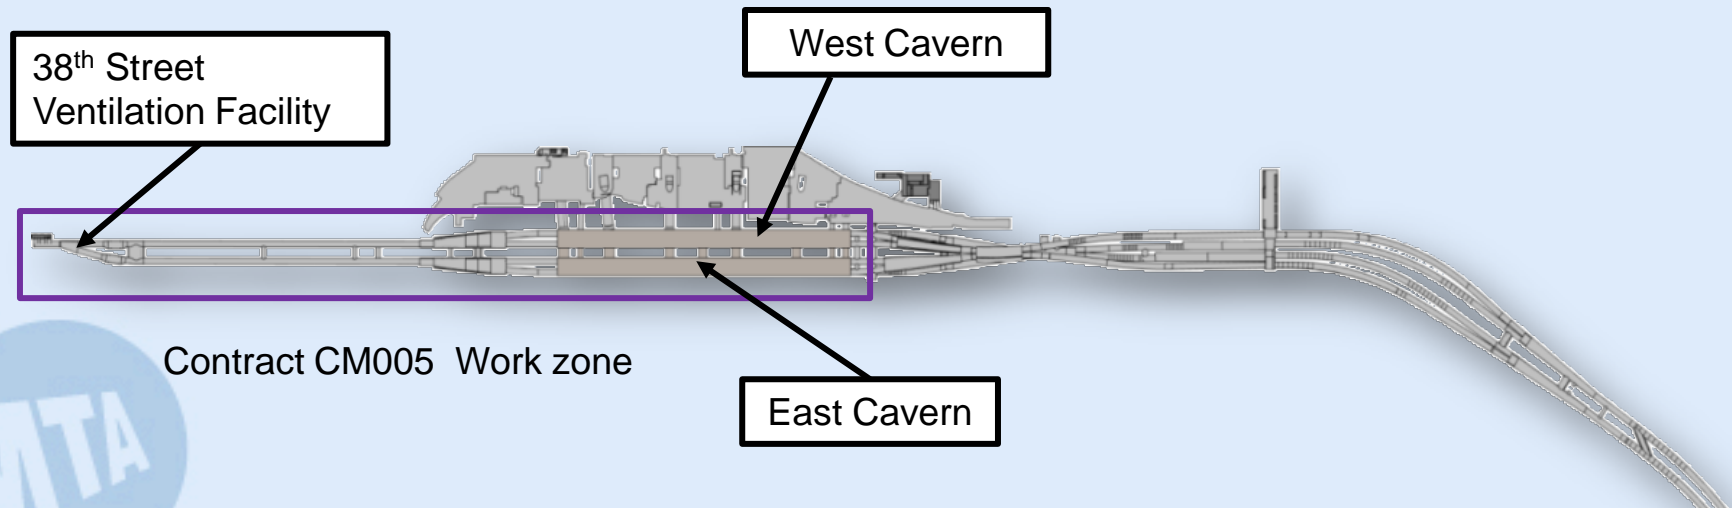 38th Street
Ventilation Facility
West Cavern
Contract CM005 Work zone
East Cavern
MTA